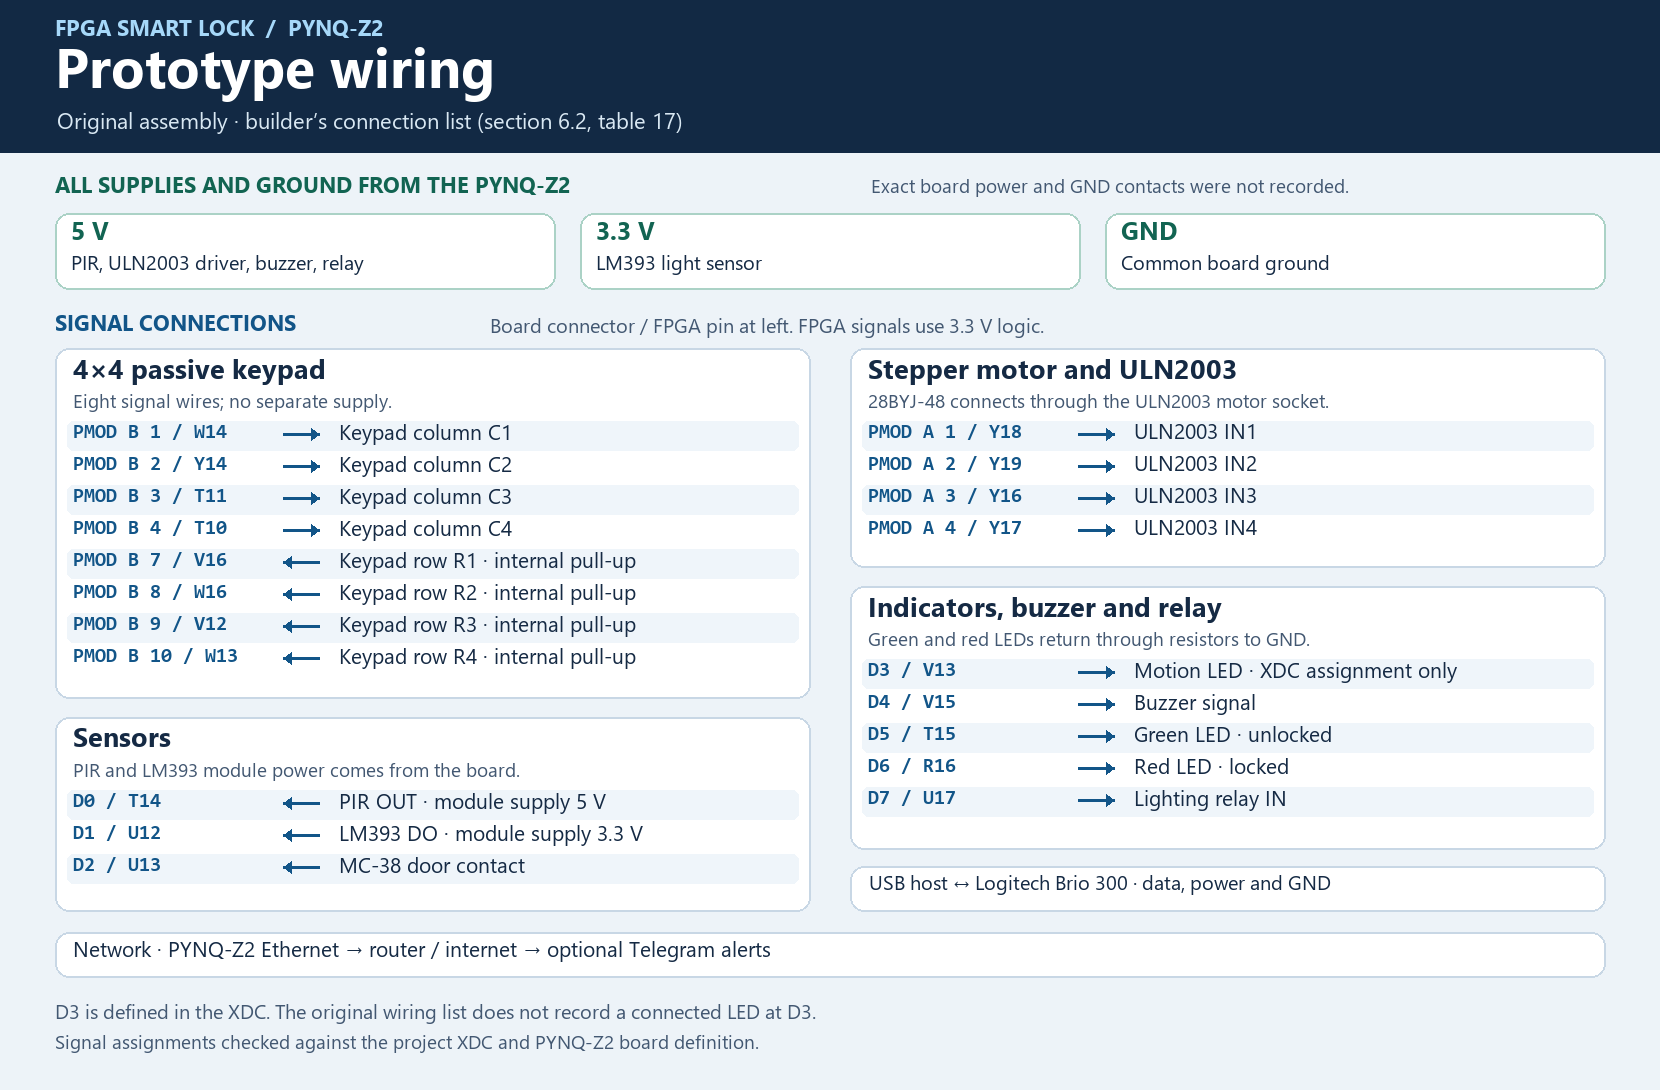 FPGA SMART LOCK / PYNQ-Z2
Prototype wiring
Original assembly · builder’s connection list (section 6.2, table 17)
ALL SUPPLIES AND GROUND FROM THE PYNQ-Z2
Exact board power and GND contacts were not recorded.
5 V
PIR, ULN2003 driver, buzzer, relay
3.3 V
LM393 light sensor
GND
Common board ground
SIGNAL CONNECTIONS
Board connector / FPGA pin at left. FPGA signals use 3.3 V logic.
4×4 passive keypad
Eight signal wires; no separate supply.
PMOD B 1 / W14 → Keypad column C1
PMOD B 2 / Y14 → Keypad column C2
PMOD B 3 / T11 → Keypad column C3
PMOD B 4 / T10 → Keypad column C4
PMOD B 7 / V16 ← Keypad row R1 · internal pull-up
PMOD B 8 / W16 ← Keypad row R2 · internal pull-up
PMOD B 9 / V12 ← Keypad row R3 · internal pull-up
PMOD B 10 / W13 ← Keypad row R4 · internal pull-up
Sensors
PIR and LM393 module power comes from the board.
D0 / T14 ← PIR OUT · module supply 5 V
D1 / U12 ← LM393 DO · module supply 3.3 V
D2 / U13 ← MC-38 door contact
Stepper motor and ULN2003
28BYJ-48 connects through the ULN2003 motor socket.
PMOD A 1 / Y18 → ULN2003 IN1
PMOD A 2 / Y19 → ULN2003 IN2
PMOD A 3 / Y16 → ULN2003 IN3
PMOD A 4 / Y17 → ULN2003 IN4
Indicators, buzzer and relay
Green and red LEDs return through resistors to GND.
D3 / V13 → Motion LED · XDC assignment only
D4 / V15 → Buzzer signal
D5 / T15 → Green LED · unlocked
D6 / R16 → Red LED · locked
D7 / U17 → Lighting relay IN
USB host ↔ Logitech Brio 300 · data, power and GND
Network · PYNQ-Z2 Ethernet → router / internet → optional Telegram alerts
D3 is defined in the XDC. The original wiring list does not record a connected LED at D3.
Signal assignments checked against the project XDC and PYNQ-Z2 board definition.